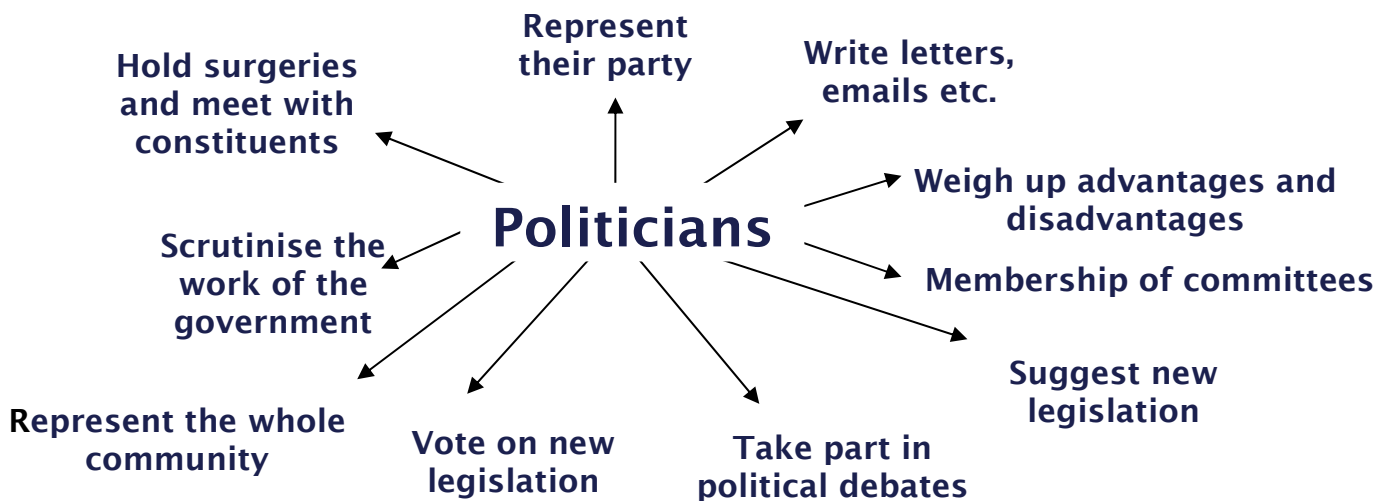 Represent
their party
Write letters,
emails etc.
Hold surgeries
and meet with
constituents
Weigh up advantages and
disadvantages
Politicians
Scrutinise the
work of the
government
Membership of committees
Suggest new
legislation
Represent the whole
community
Vote on new
legislation
Take part in
political debates